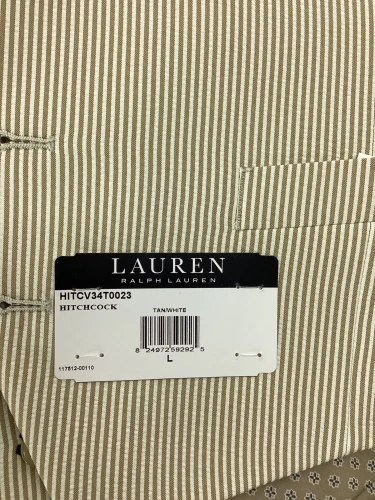 LAUREN
RALPH LAUREN
HITCV34T0023
HITCHCOCK
TAN/WHITE
8 24972 59292 5
L
117812-00110